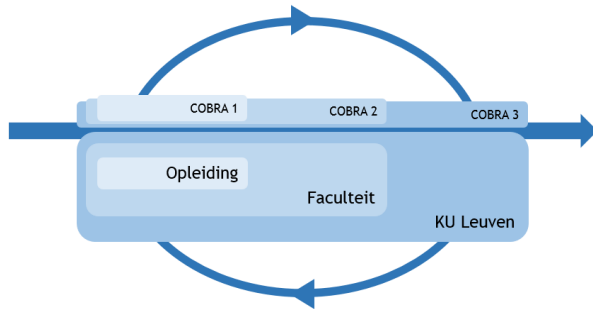 COBRA 1
COBRA 2
COBRA 3
Opleiding
Faculteit
KU Leuven